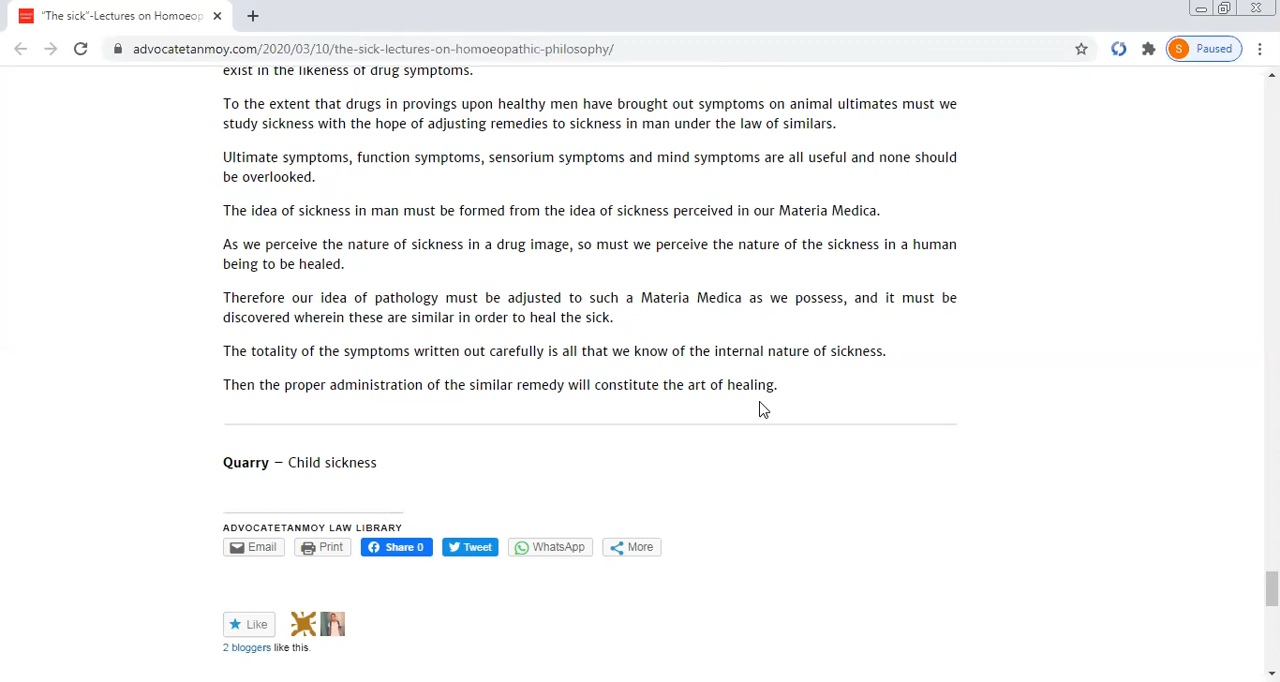 "The sick"-Lectures on Homoeop
advocatetanmoy.com/2020/03/10/the-sick-lectures-on-homoeopathic-philosophy/
S Paused
exist in the likeness of drug symptoms.
To the extent that drugs in provings upon healthy men have brought out symptoms on animal ultimates must we
study sickness with the hope of adjusting remedies to sickness in man under the law of similars.
Ultimate symptoms, function symptoms, sensorium symptoms and mind symptoms are all useful and none should
be overlooked.
The idea of sickness in man must be formed from the idea of sickness perceived in our Materia Medica.
As we perceive the nature of sickness in a drug image, so must we perceive the nature of the sickness in a human
being to be healed.
Therefore our idea of pathology must be adjusted to such a Materia Medica as we possess, and it must be
discovered wherein these are similar in order to heal the sick.
The totality of the symptoms written out carefully is all that we know of the internal nature of sickness.
Then the proper administration of the similar remedy will constitute the art of healing.
Quarry – Child sickness
ADVOCATETANMOY LAW LIBRARY
Email Print Share 0 Tweet WhatsApp More
Like
2 bloggers like this.